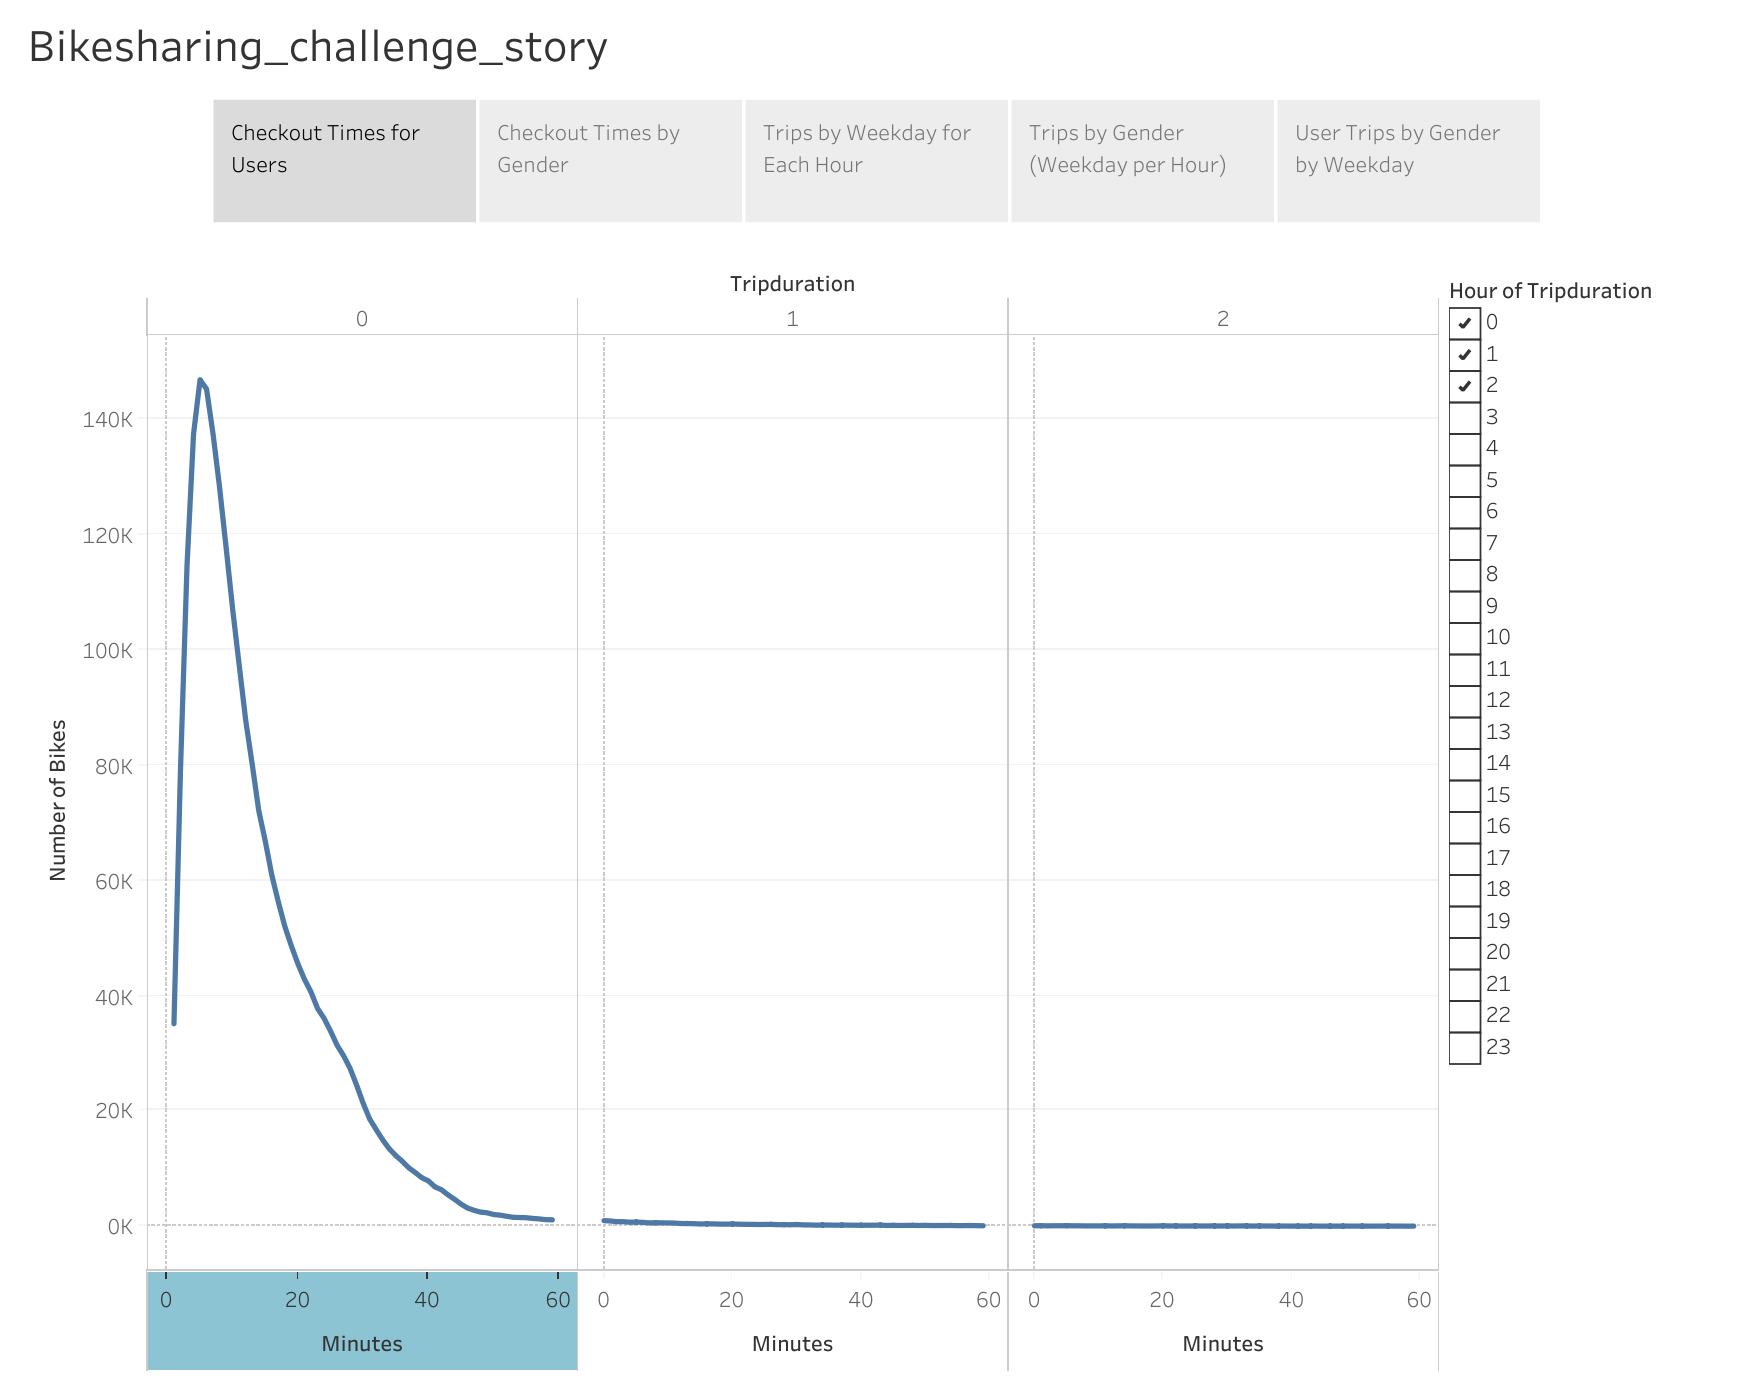 Bikesharing_challenge_story
Checkout Times for
Users
Checkout Times by
Gender
Trips by Weekday for
Each Hour
Trips by Gender
(Weekday per Hour)
User Trips by Gender
by Weekday
Tripduration
0
1
2
Number of Bikes
140K
120K
100K
80K
60K
40K
20K
0K
0 20 40 60
Minutes
0 20 40 60
Minutes
0 20 40 60
Minutes
Hour of Tripduration
0
1
2
3
4
5
6
7
8
9
10
11
12
13
14
15
16
17
18
19
20
21
22
23